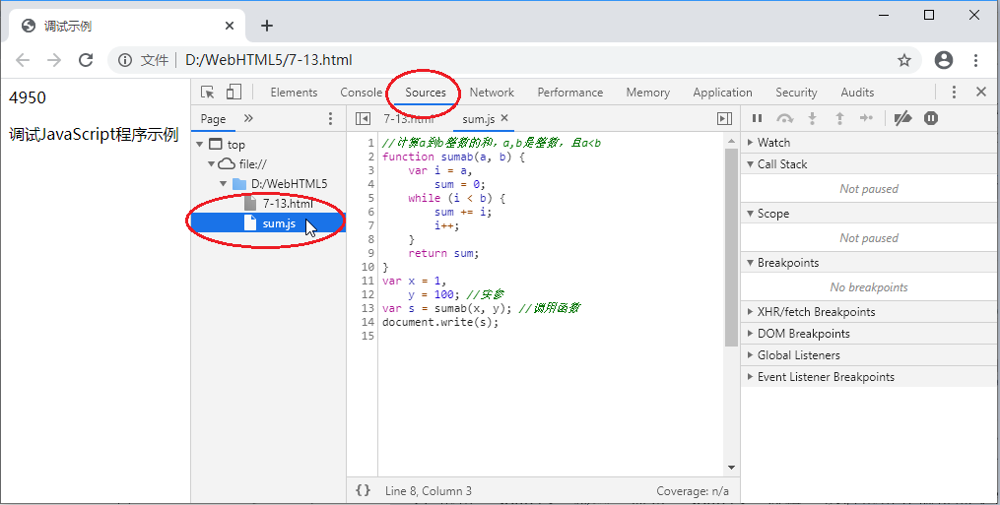 调试示例
文件 D:/WebHTML5/7-13.html
4950
调试JavaScript程序示例
Elements Console Sources Network Performance Memory Application Security Audits
Page
top
file://
D:/WebHTML5
7-13.html
sum.js
7-13.html sum.js
1 //计算a到b整数的和，a,b是整数，且a<b
2 function sumab(a, b) {
3 var i = a,
4 sum = 0;
5 while (i < b) {
6 sum += i;
7 i++;
8 }
9 return sum;
10 }
11 var x = 1,
12 y = 100; //实参
13 var s = sumab(x, y); //调用函数
14 document.write(s);
15
{} Line 8, Column 3 Coverage: n/a
Watch
Call Stack
Not paused
Scope
Not paused
Breakpoints
No breakpoints
XHR/fetch Breakpoints
DOM Breakpoints
Global Listeners
Event Listener Breakpoints